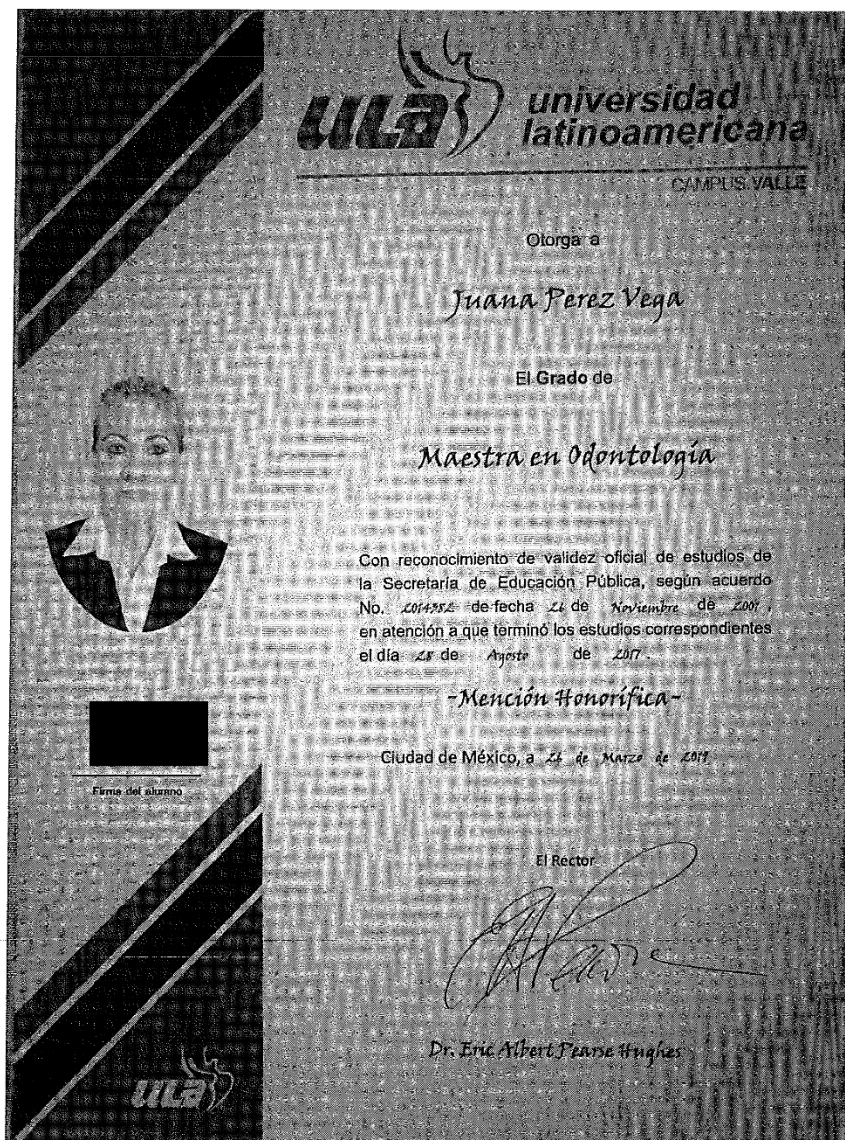 ULA universidad
latinoamericana
CAMPUS VALLE
Otorga a
Juana Perez Vega
El Grado de
Maestra en Odontología
Con reconocimiento de validez oficial de estudios de
la Secretaría de Educación Pública, según acuerdo
No. de fecha de Noviembre de
en atención a que terminó los estudios correspondientes
el día 28 de Agosto de 2017.
-Mención Honorífica-
Ciudad de México, a de Marzo de 2019
Firma del alumno
El Rector
Dr. Eric Albert Pearse Hughes
ULA